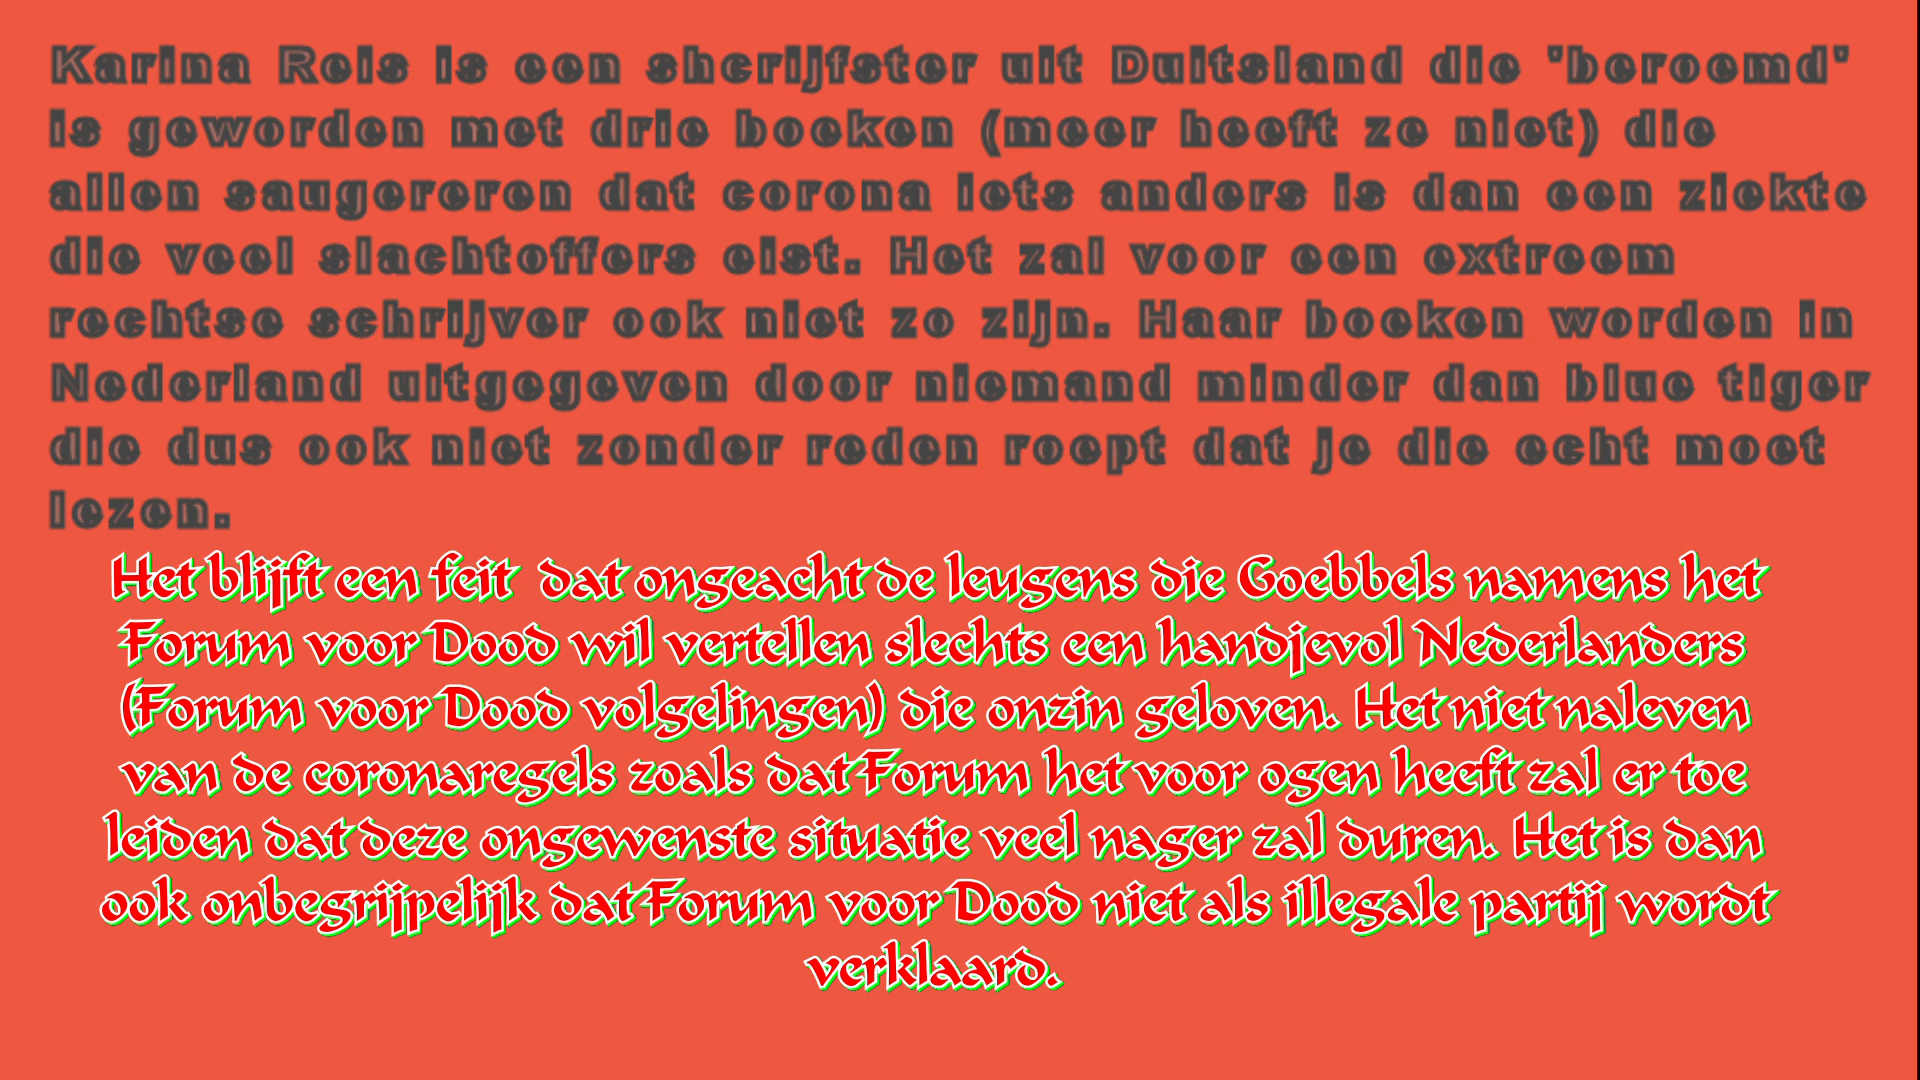 Karina Reis is een sherijfster uit Duitsland die 'beroemd'
is geworden met drie boeken (meer heeft ze niet) die
allen saugereren dat corona iets anders is dan een ziekte
die veel slachtoffers eist. Het zal voor een extreem
rechtse schrijver ook niet zo zijn. Haar boeken worden in
Nederland uitgegeven door niemand minder dan blue tiger
die dus ook niet zonder reden roept dat je die echt moet
lezen.
Het blijft een feit dat ongeacht de leugens die Goebbels namens het
Forum voor Dood wil vertellen slechts een handjevol Nederlanders
(Forum voor Dood volgelingen) die onzin geloven. Het niet naleven
van de coronaregels zoals dat Forum het voor ogen heeft zal er toe
leiden dat deze ongewenste situatie veel nager zal duren. Het is dan
ook onbegrijpelijk dat Forum voor Dood niet als illegale partij wordt
verklaard.